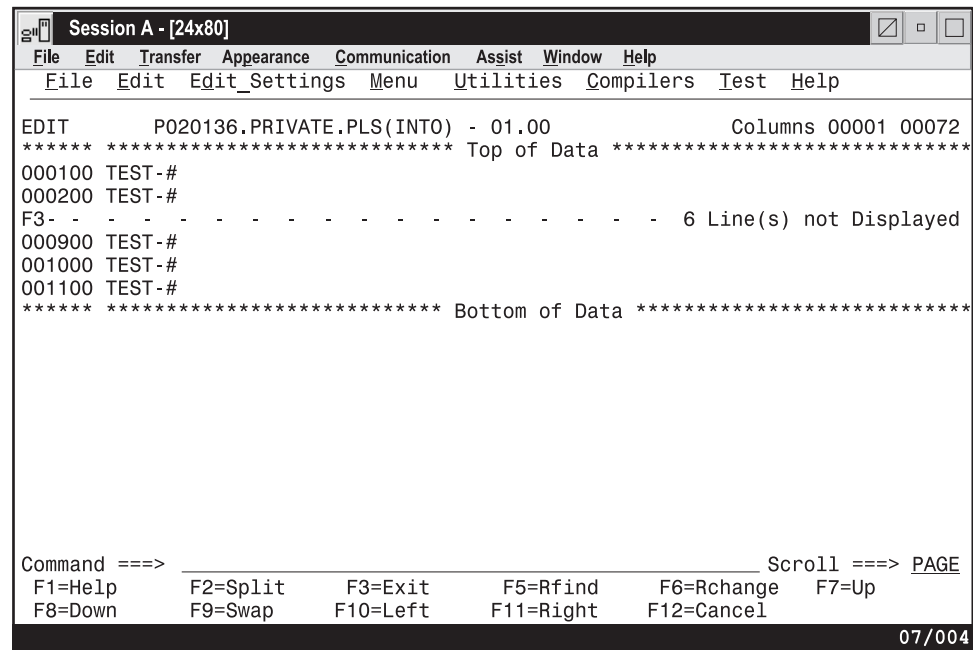 Session A - [24x80]
File Edit Transfer Appearance Communication Assist Window Help
File Edit Edit_Settings Menu Utilities Compilers Test Help
EDIT P020136.PRIVATE.PLS(INTO) - 01.00 Columns 00001 00072
****** **************************** Top of Data ******************************
000100 TEST-#
000200 TEST-#
F3- - - - - - - - - - - - - - - - - - - 6 Line(s) not Displayed
000900 TEST-#
001000 TEST-#
001100 TEST-#
****** *************************** Bottom of Data ****************************
Command ===> Scroll ===> PAGE
F1=Help F2=Split F3=Exit F5=Rfind F6=Rchange F7=Up
F8=Down F9=Swap F10=Left F11=Right F12=Cancel
07/004